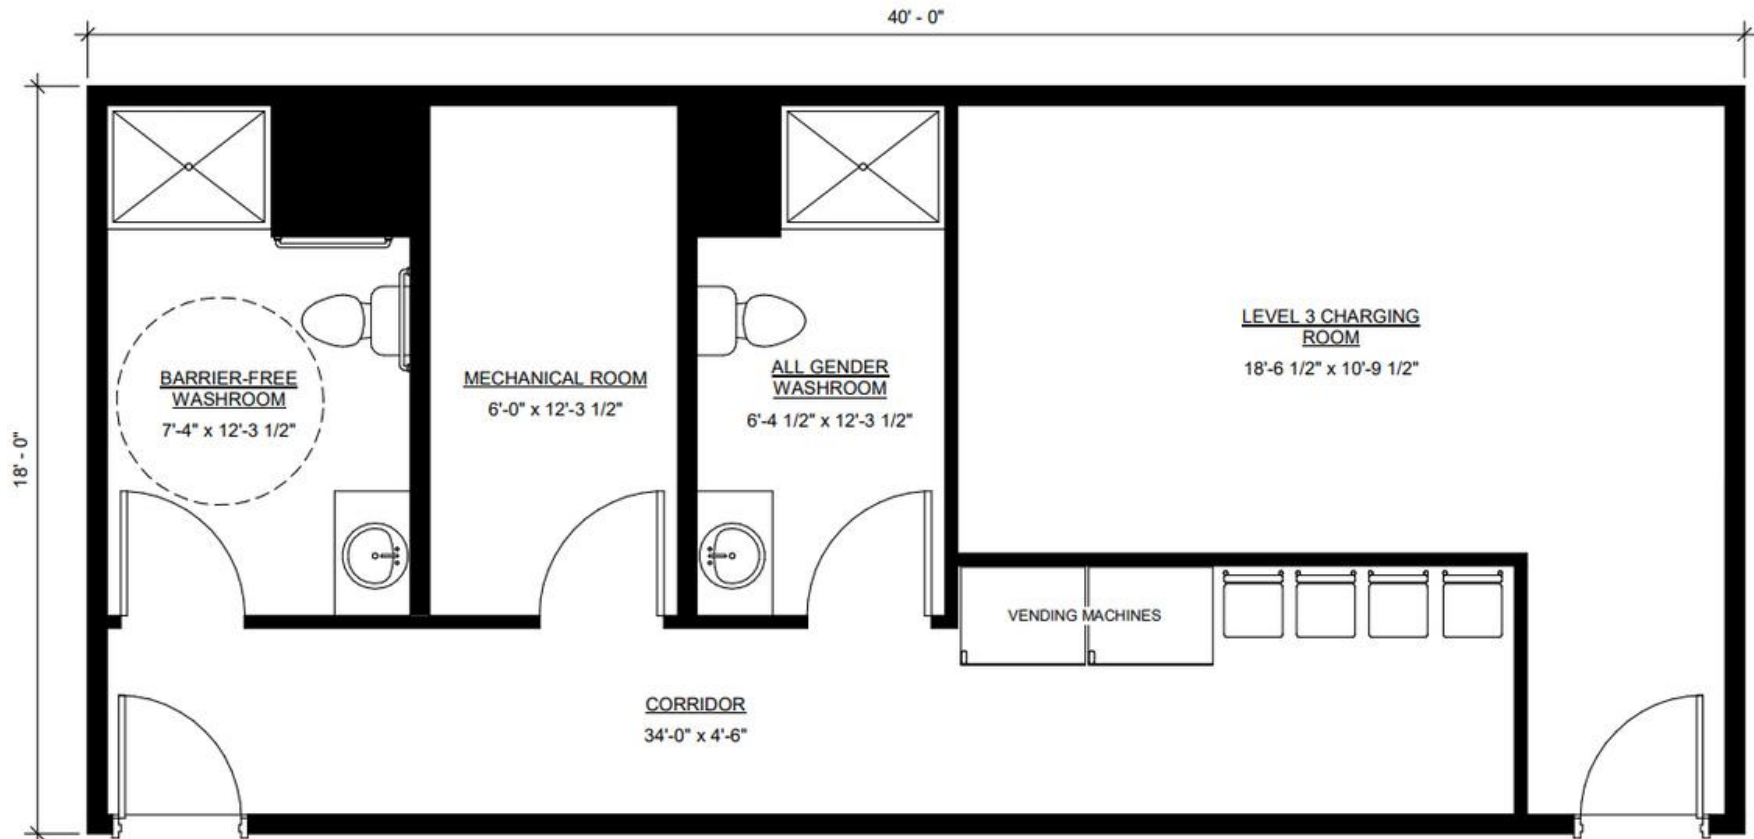 40' - 0"
18' - 0"
BARRIER-FREE
WASHROOM
7'-4" x 12'-3 1/2"
MECHANICAL ROOM
6'-0" x 12'-3 1/2"
ALL GENDER
WASHROOM
6'-4 1/2" x 12'-3 1/2"
LEVEL 3 CHARGING
ROOM
18'-6 1/2" x 10'-9 1/2"
VENDING MACHINES
CORRIDOR
34'-0" x 4'-6"